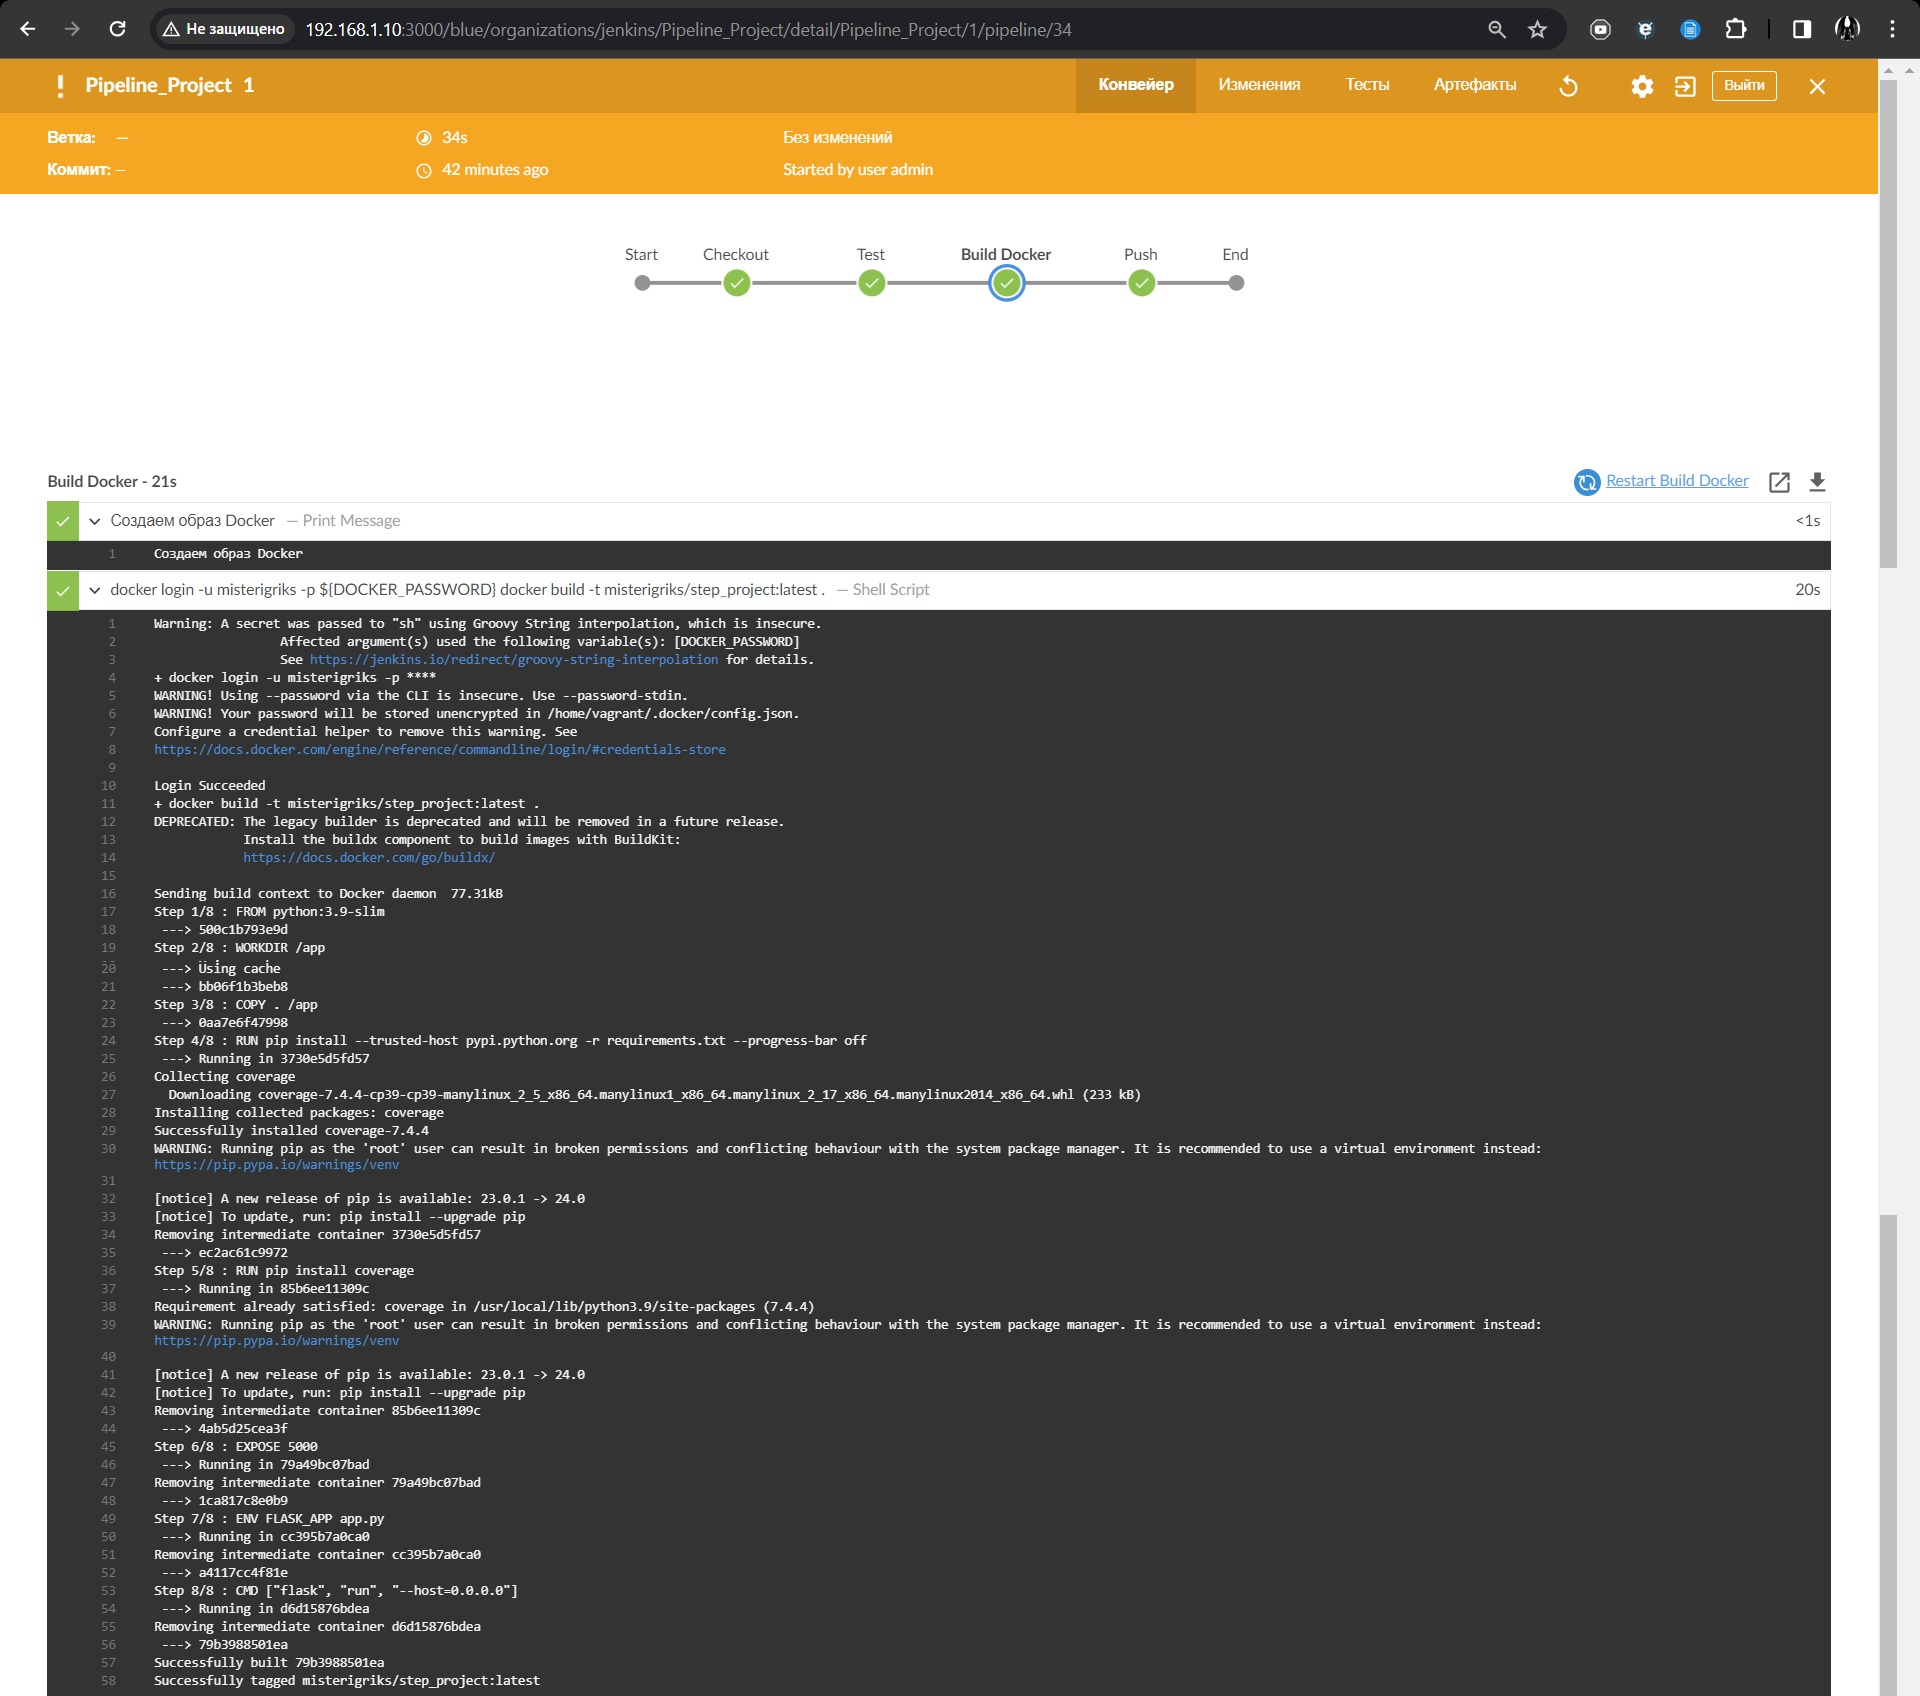 Не защищено 192.168.1.10:3000/blue/organizations/jenkins/Pipeline_Project/detail/Pipeline_Project/1/pipeline/34
Pipeline_Project 1 Конвейер Изменения Тесты Артефакты Выйти
Ветка: — 34s Без изменений
Коммит: — 42 minutes ago Started by user admin
Start Checkout Test Build Docker Push End
Build Docker - 21s Restart Build Docker
Создаем образ Docker — Print Message <1s
1 Создаем образ Docker
docker login -u misterigriks -p ${DOCKER_PASSWORD} docker build -t misterigriks/step_project:latest . — Shell Script 20s
1 Warning: A secret was passed to "sh" using Groovy String interpolation, which is insecure.
2 Affected argument(s) used the following variable(s): [DOCKER_PASSWORD]
3 See https://jenkins.io/redirect/groovy-string-interpolation for details.
4 + docker login -u misterigriks -p ****
5 WARNING! Using --password via the CLI is insecure. Use --password-stdin.
6 WARNING! Your password will be stored unencrypted in /home/vagrant/.docker/config.json.
7 Configure a credential helper to remove this warning. See
8 https://docs.docker.com/engine/reference/commandline/login/#credentials-store
9
10 Login Succeeded
11 + docker build -t misterigriks/step_project:latest .
12 DEPRECATED: The legacy builder is deprecated and will be removed in a future release.
13 Install the buildx component to build images with BuildKit:
14 https://docs.docker.com/go/buildx/
15
16 Sending build context to Docker daemon 77.31kB
17 Step 1/8 : FROM python:3.9-slim
18 ---> 500c1b793e9d
19 Step 2/8 : WORKDIR /app
20 ---> Using cache
21 ---> bb06f1b3beb8
22 Step 3/8 : COPY . /app
23 ---> 0aa7e6f47998
24 Step 4/8 : RUN pip install --trusted-host pypi.python.org -r requirements.txt --progress-bar off
25 ---> Running in 3730e5d5fd57
26 Collecting coverage
27 Downloading coverage-7.4.4-cp39-cp39-manylinux_2_5_x86_64.manylinux1_x86_64.manylinux_2_17_x86_64.manylinux2014_x86_64.whl (233 kB)
28 Installing collected packages: coverage
29 Successfully installed coverage-7.4.4
30 WARNING: Running pip as the 'root' user can result in broken permissions and conflicting behaviour with the system package manager. It is recommended to use a virtual environment instead:
https://pip.pypa.io/warnings/venv
31
32 [notice] A new release of pip is available: 23.0.1 -> 24.0
33 [notice] To update, run: pip install --upgrade pip
34 Removing intermediate container 3730e5d5fd57
35 ---> ec2ac61c9972
36 Step 5/8 : RUN pip install coverage
37 ---> Running in 85b6ee11309c
38 Requirement already satisfied: coverage in /usr/local/lib/python3.9/site-packages (7.4.4)
39 WARNING: Running pip as the 'root' user can result in broken permissions and conflicting behaviour with the system package manager. It is recommended to use a virtual environment instead:
https://pip.pypa.io/warnings/venv
40
41 [notice] A new release of pip is available: 23.0.1 -> 24.0
42 [notice] To update, run: pip install --upgrade pip
43 Removing intermediate container 85b6ee11309c
44 ---> 4ab5d25cea3f
45 Step 6/8 : EXPOSE 5000
46 ---> Running in 79a49bc07bad
47 Removing intermediate container 79a49bc07bad
48 ---> 1ca817c8e0b9
49 Step 7/8 : ENV FLASK_APP app.py
50 ---> Running in cc395b7a0ca0
51 Removing intermediate container cc395b7a0ca0
52 ---> a4117cc4f81e
53 Step 8/8 : CMD ["flask", "run", "--host=0.0.0.0"]
54 ---> Running in d6d15876bdea
55 Removing intermediate container d6d15876bdea
56 ---> 79b3988501ea
57 Successfully built 79b3988501ea
58 Successfully tagged misterigriks/step_project:latest